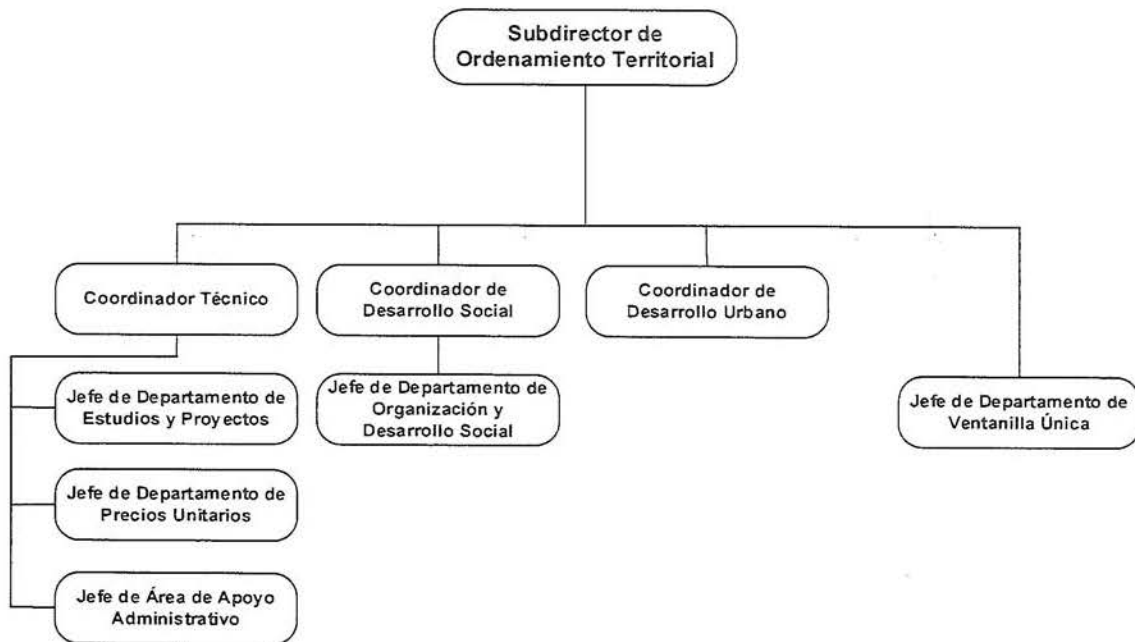 Subdirector de
Ordenamiento Territorial
Coordinador Técnico
Coordinador de
Desarrollo Social
Coordinador de
Desarrollo Urbano
Jefe de Departamento de
Estudios y Proyectos
Jefe de Departamento de
Organización y
Desarrollo Social
Jefe de Departamento de
Ventanilla Única
Jefe de Departamento de
Precios Unitarios
Jefe de Área de Apoyo
Administrativo